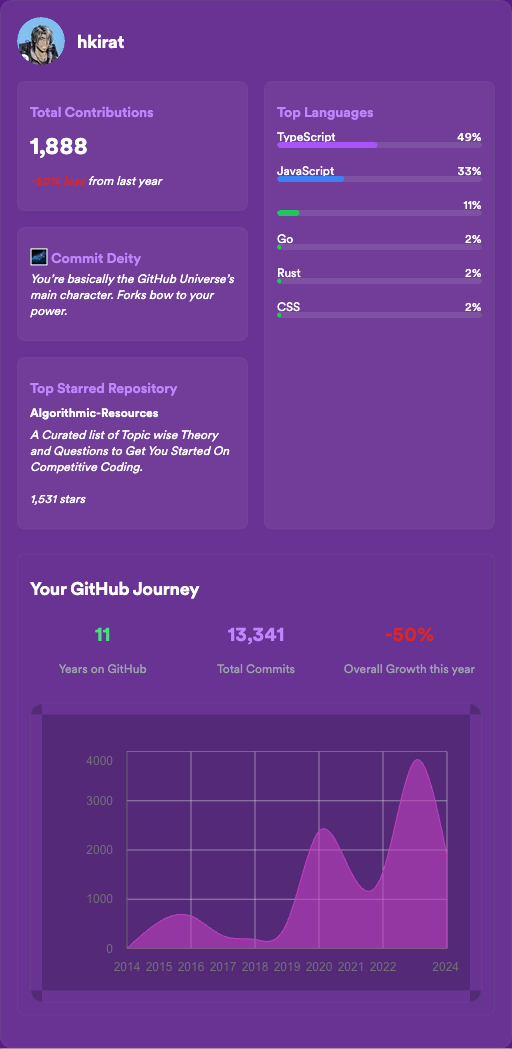 hkirat
Total Contributions
1,888
-50% less from last year
Commit Deity
You're basically the GitHub Universe's
main character. Forks bow to your
power.
Top Starred Repository
Algorithmic-Resources
A Curated list of Topic wise Theory
and Questions to Get You Started On
Competitive Coding.
1,531 stars
Top Languages
TypeScript 49%
JavaScript 33%
11%
Go 2%
Rust 2%
CSS 2%
Your GitHub Journey
11 13,341 -50%
Years on GitHub Total Commits Overall Growth this year
4000
3000
2000
1000
0
2014 2015 2016 2017 2018 2019 2020 2021 2022 2024